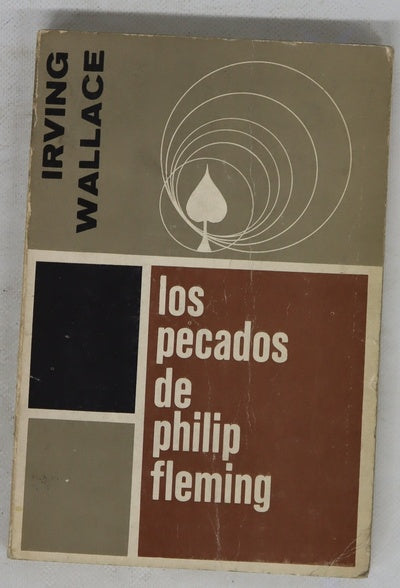 IRVING
WALLACE
los
pecados
de
philip
fleming